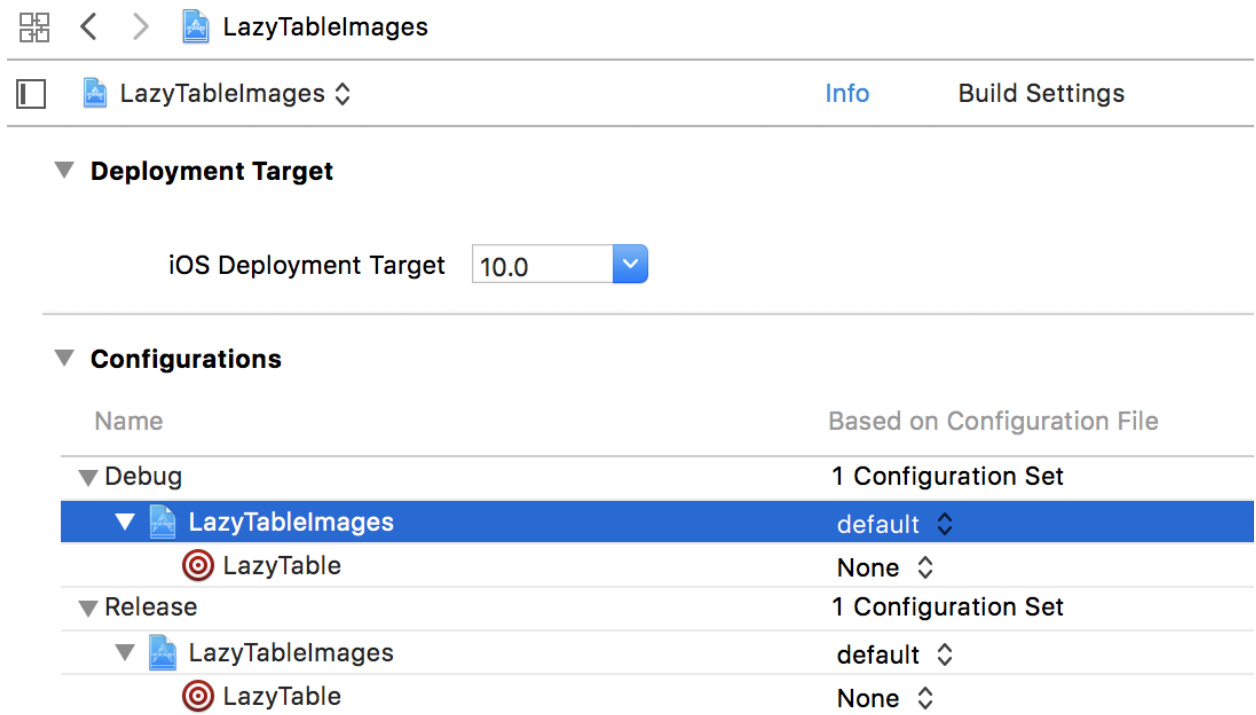 LazyTableImages
LazyTableImages Info Build Settings
Deployment Target
iOS Deployment Target 10.0
Configurations
Name Based on Configuration File
Debug 1 Configuration Set
LazyTableImages default
LazyTable None
Release 1 Configuration Set
LazyTableImages default
LazyTable None